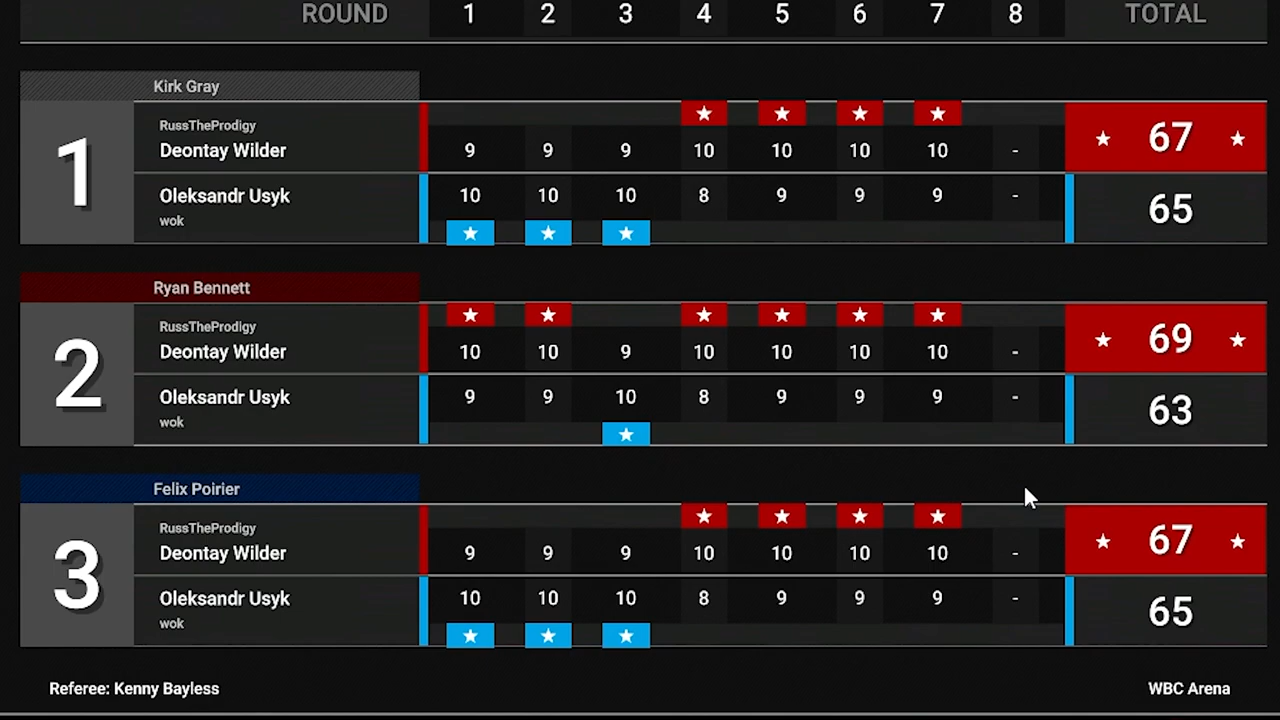 ROUND 1 2 3 4 5 6 7 8 TOTAL
Kirk Gray
1
RussTheProdigy
Deontay Wilder 9 9 9 10 10 10 10 - 67
Oleksandr Usyk 10 10 10 8 9 9 9 - 65
wok
Ryan Bennett
2
RussTheProdigy
Deontay Wilder 10 10 9 10 10 10 10 - 69
Oleksandr Usyk 9 9 10 8 9 9 9 - 63
wok
Felix Poirier
3
RussTheProdigy
Deontay Wilder 9 9 9 10 10 10 10 - 67
Oleksandr Usyk 10 10 10 8 9 9 9 - 65
wok
Referee: Kenny Bayless WBC Arena